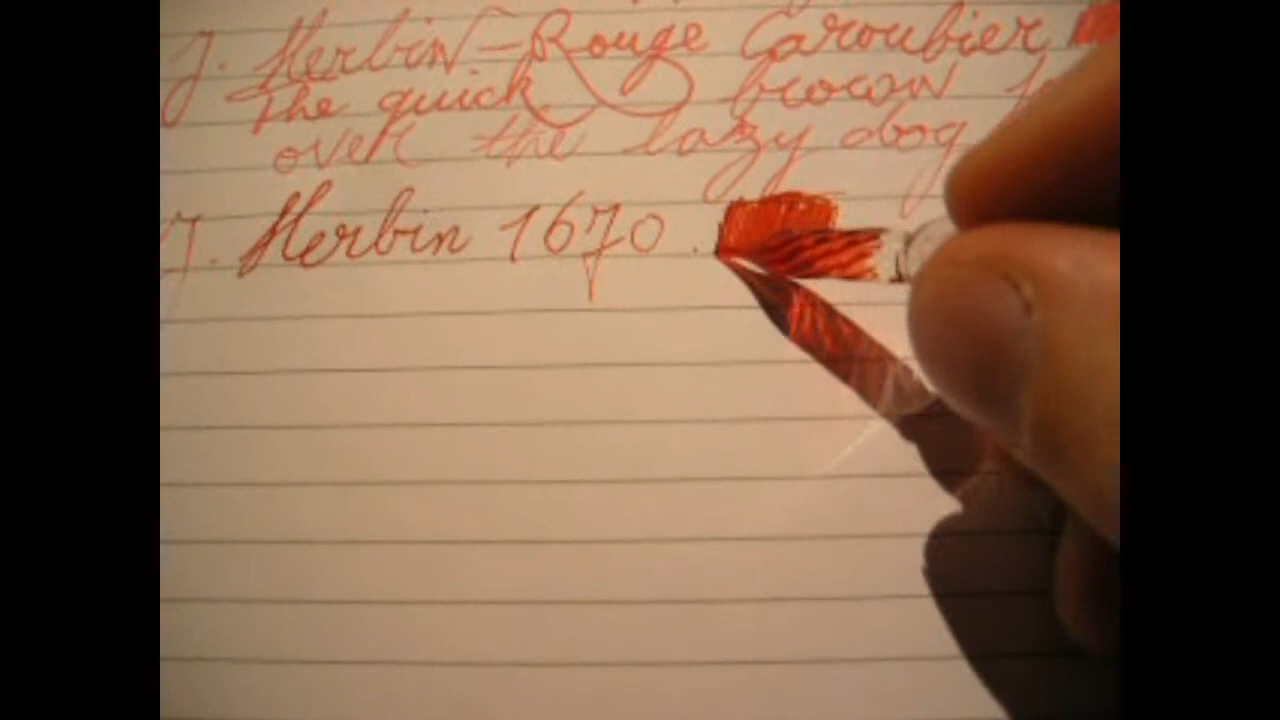 J. Herbin - Rouge Caroubier
The quick brown
over the lazy dog
J. Herbin 1670